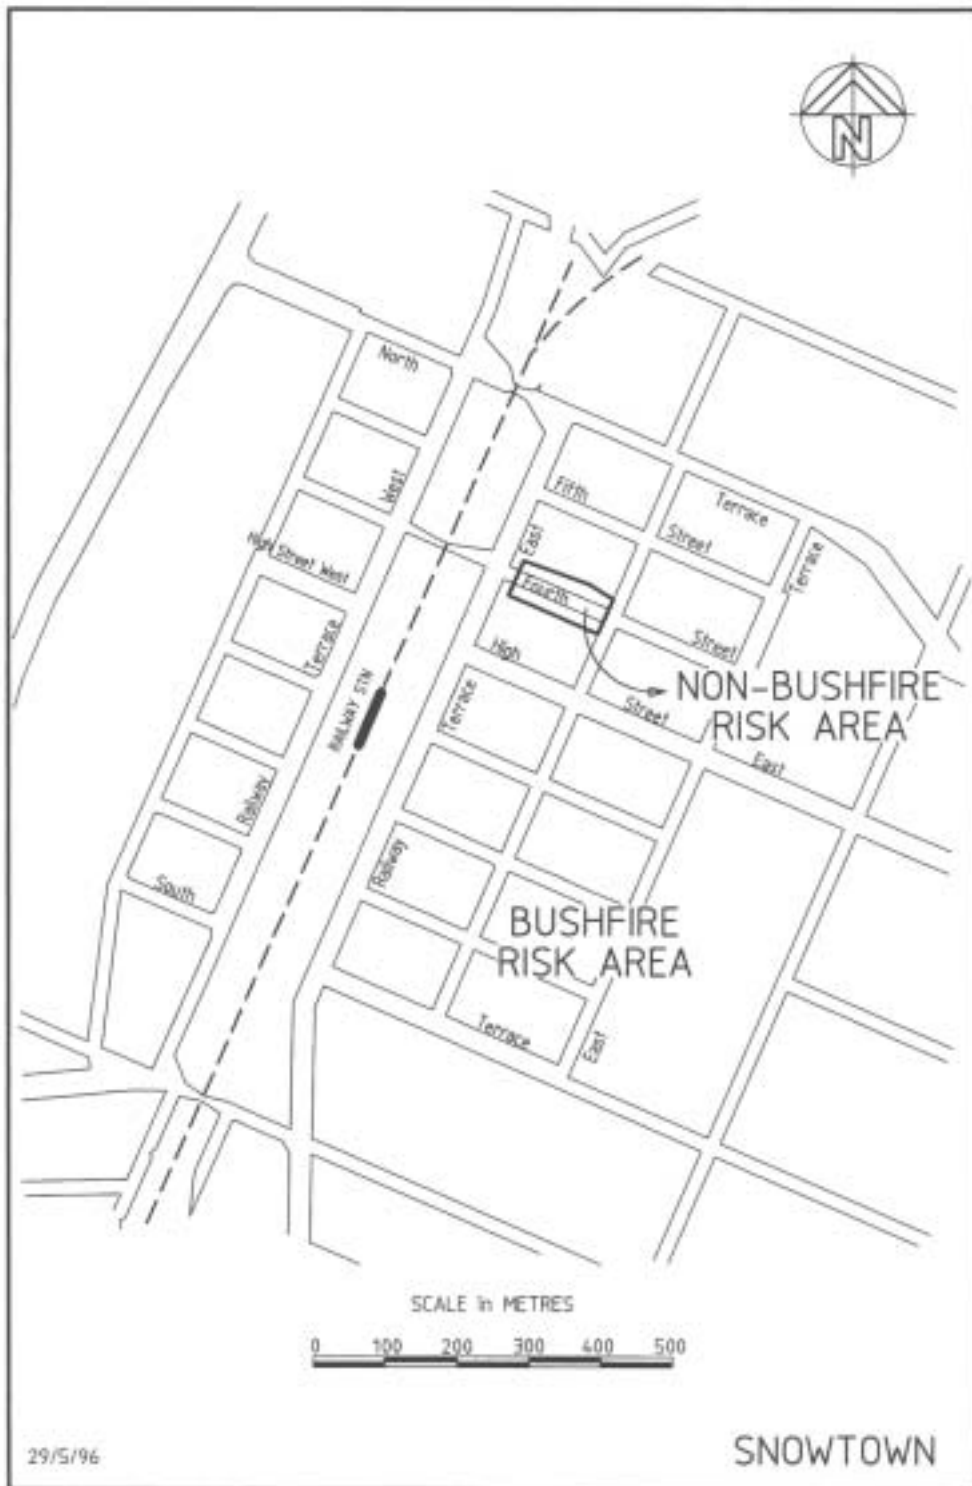 N
North
West
High Street West
Terrace
RAILWAY STN
Railway
South
Fifth
Terrace
Street
East
Terrace
Fourth
Street
High
NON-BUSHFIRE
RISK AREA
Street
Terrace
East
Railway
BUSHFIRE
RISK AREA
Terrace
East
SCALE in METRES
0 100 200 300 400 500
29/5/96
SNOWTOWN